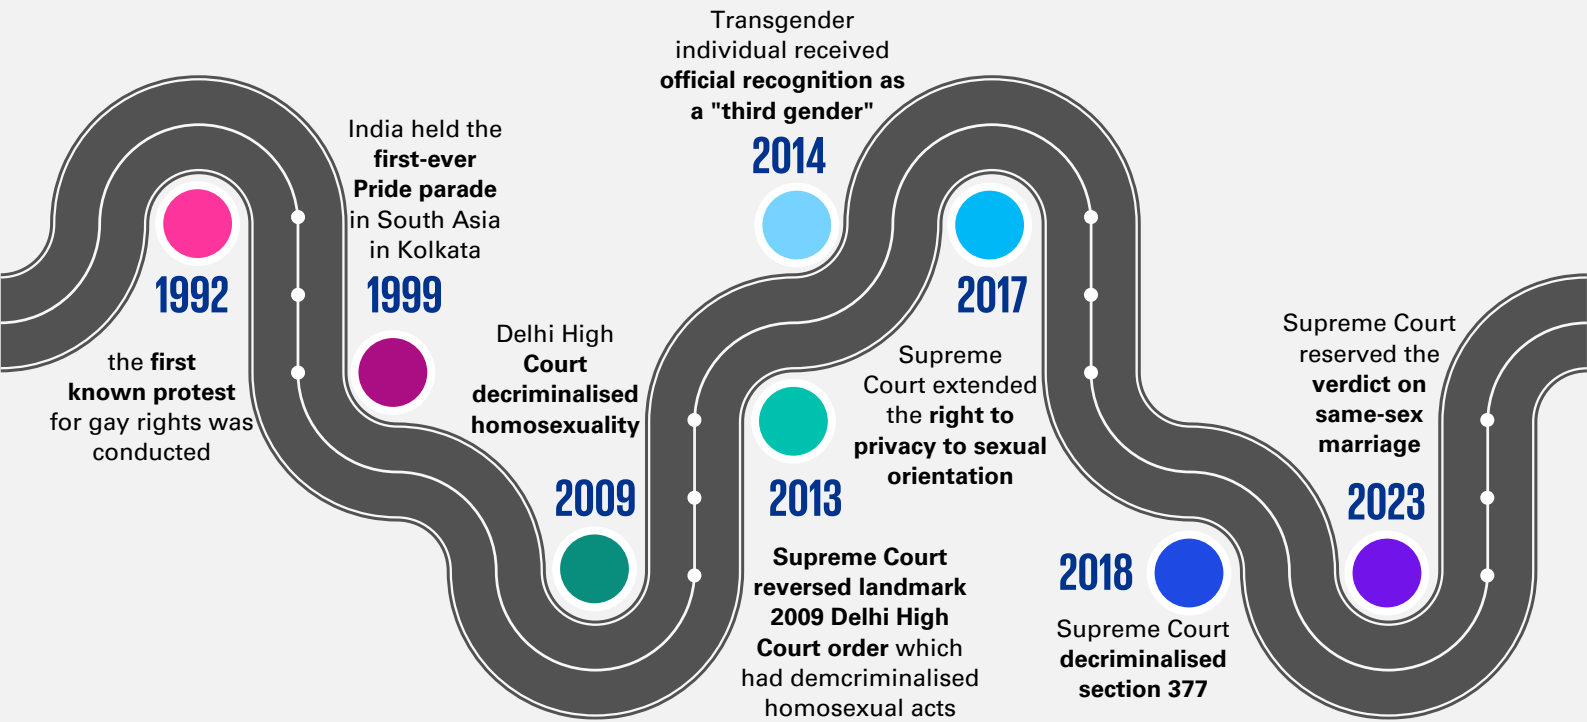 1992
the first
known protest
for gay rights was
conducted
India held the
first-ever
Pride parade
in South Asia
in Kolkata
1999
Delhi High
Court
decriminalised
homosexuality
2009
2013
Supreme Court
reversed landmark
2009 Delhi High
Court order which
had demcriminalised
homosexual acts
Transgender
individual received
official recognition as
a "third gender"
2014
2017
Supreme
Court extended
the right to
privacy to sexual
orientation
2018
Supreme Court
decriminalised
section 377
Supreme Court
reserved the
verdict on
same-sex
marriage
2023